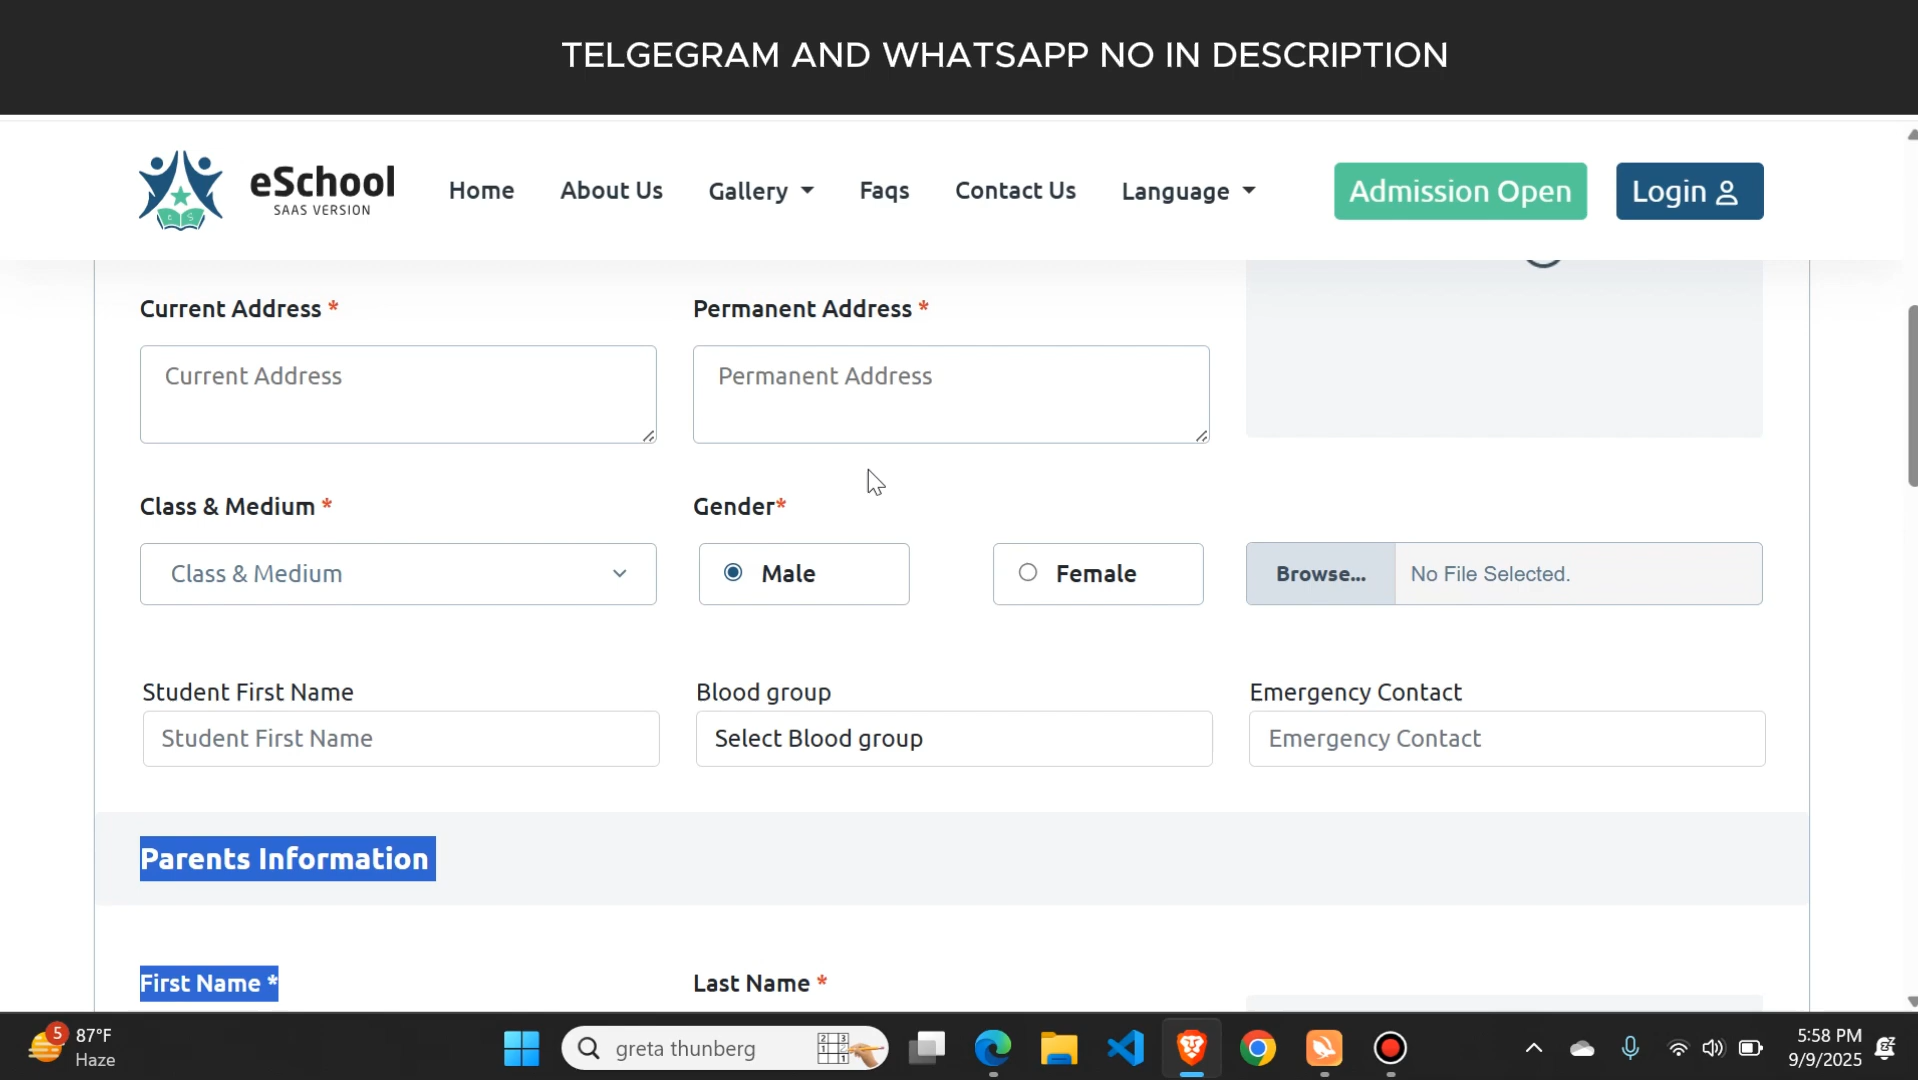 TELGEGRAM AND WHATSAPP NO IN DESCRIPTION
eSchool
SAAS VERSION
Home
About Us
Gallery
Faqs
Contact Us
Language
Admission Open
Login
Current Address *
Permanent Address *
Current Address
Permanent Address
Class & Medium *
Gender*
Class & Medium
Male
Female
Browse...
No File Selected.
Student First Name
Blood group
Emergency Contact
Student First Name
Select Blood group
Emergency Contact
Parents Information
First Name *
Last Name *
5
87°F
Haze
greta thunberg
5:58 PM
9/9/2025